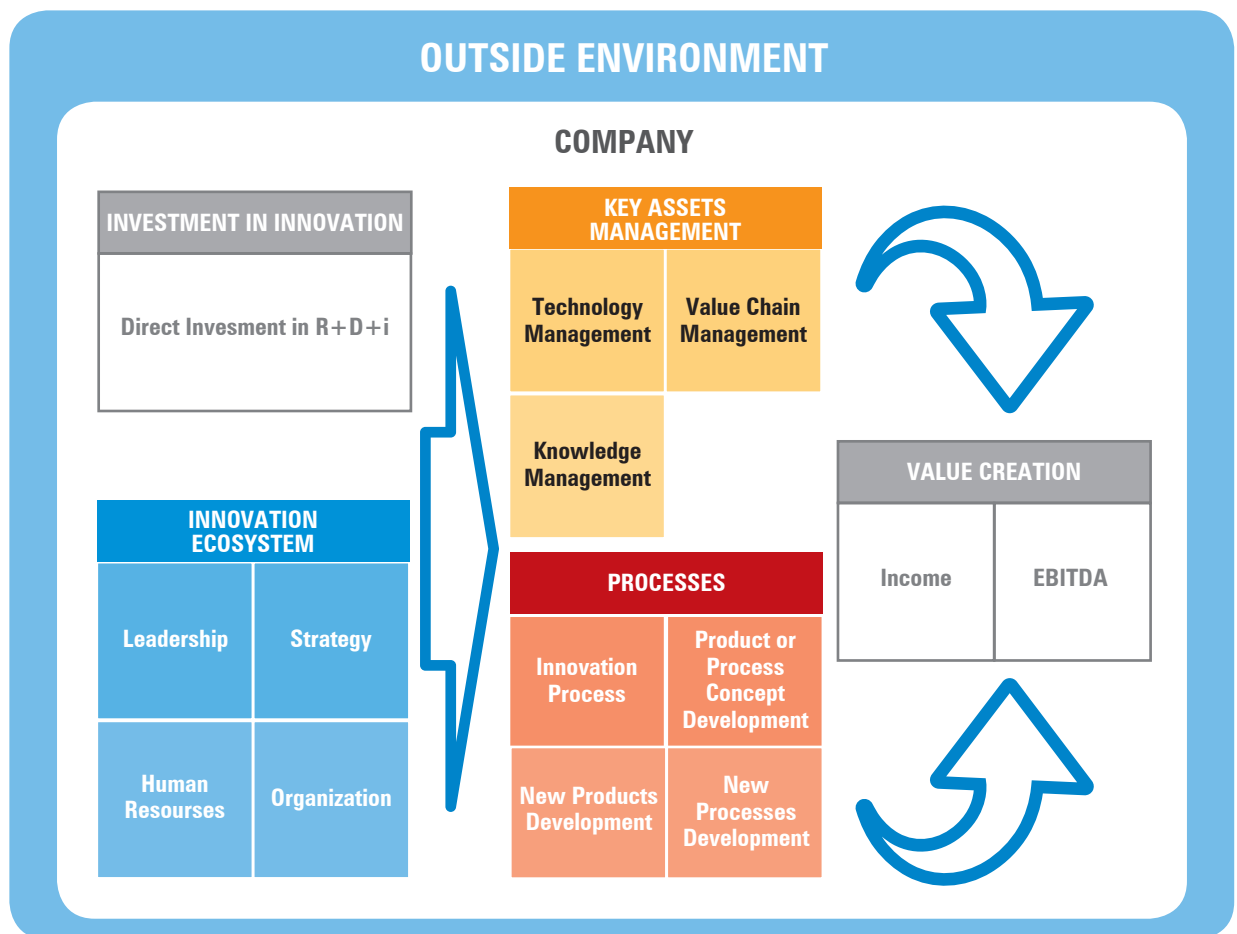 OUTSIDE ENVIRONMENT
COMPANY
INVESTMENT IN INNOVATION
Direct Invesment in R+D+i
INNOVATION
ECOSYSTEM
Leadership
Strategy
Human
Resourses
Organization
KEY ASSETS
MANAGEMENT
Technology
Management
Value Chain
Management
Knowledge
Management
PROCESSES
Innovation
Process
Product or
Process
Concept
Development
New Products
Development
New
Processes
Development
VALUE CREATION
Income
EBITDA